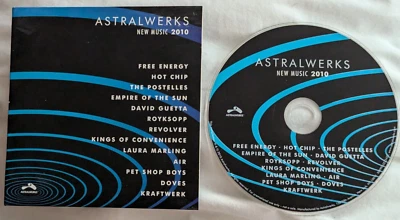 ASTRALWERKS
NEW MUSIC 2010
FREE ENERGY
HOT CHIP
THE POSTELLES
EMPIRE OF THE SUN
DAVID GUETTA
ROYKSOPP
REVOLVER
KINGS OF CONVENIENCE
LAURA MARLING
AIR
PET SHOP BOYS
DOVES
KRAFTWERK
ASTRALWERKS
ASTRALWERKS
NEW MUSIC 2010
ASTRALWERKS
FREE ENERGY · HOT CHIP · THE POSTELLES
EMPIRE OF THE SUN · DAVID GUETTA
ROYKSOPP · REVOLVER
KINGS OF CONVENIENCE
LAURA MARLING · AIR
PET SHOP BOYS · DOVES
KRAFTWERK